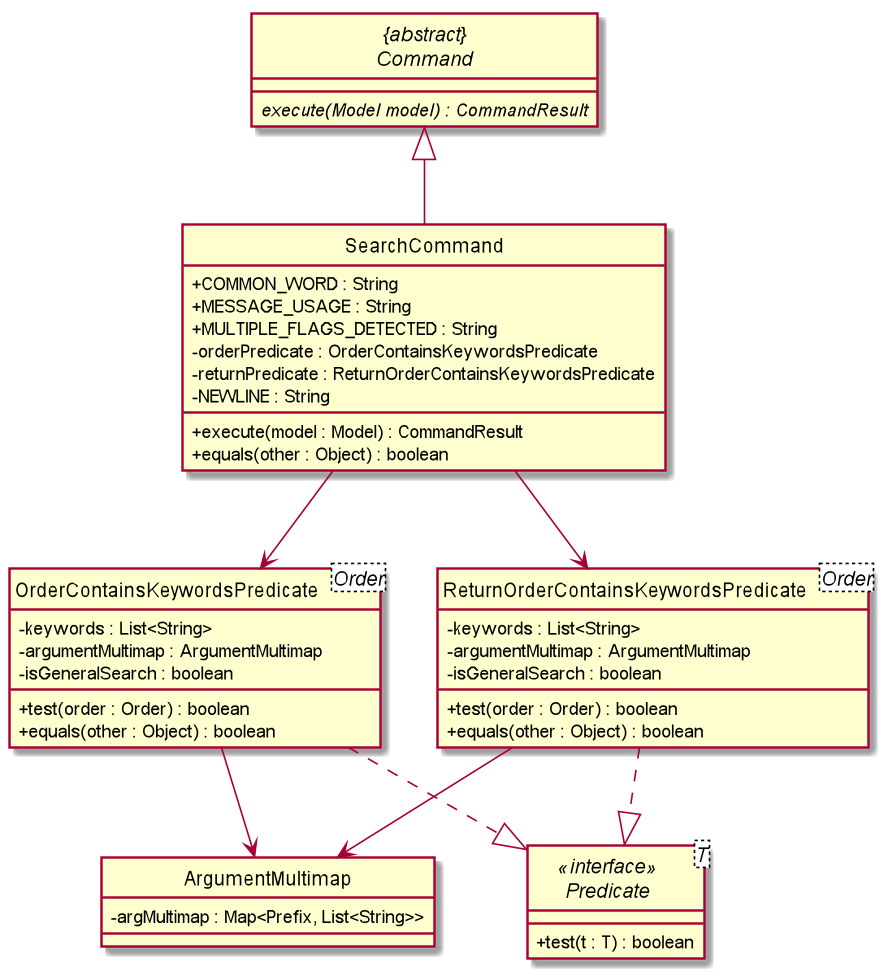 {abstract}
Command
execute(Model model) : CommandResult
SearchCommand
+COMMON_WORD : String
+MESSAGE_USAGE : String
+MULTIPLE_FLAGS_DETECTED : String
-orderPredicate : OrderContainsKeywordsPredicate
-returnPredicate : ReturnOrderContainsKeywordsPredicate
-NEWLINE : String
+execute(model : Model) : CommandResult
+equals(other : Object) : boolean
OrderContainsKeywordsPredicate
Order
-keywords : List<String>
-argumentMultimap : ArgumentMultimap
-isGeneralSearch : boolean
+test(order : Order) : boolean
+equals(other : Object) : boolean
ReturnOrderContainsKeywordsPredicate
Order
-keywords : List<String>
-argumentMultimap : ArgumentMultimap
-isGeneralSearch : boolean
+test(order : Order) : boolean
+equals(other : Object) : boolean
ArgumentMultimap
-argMultimap : Map<Prefix, List<String>>
«interface»
Predicate
T
+test(t : T) : boolean